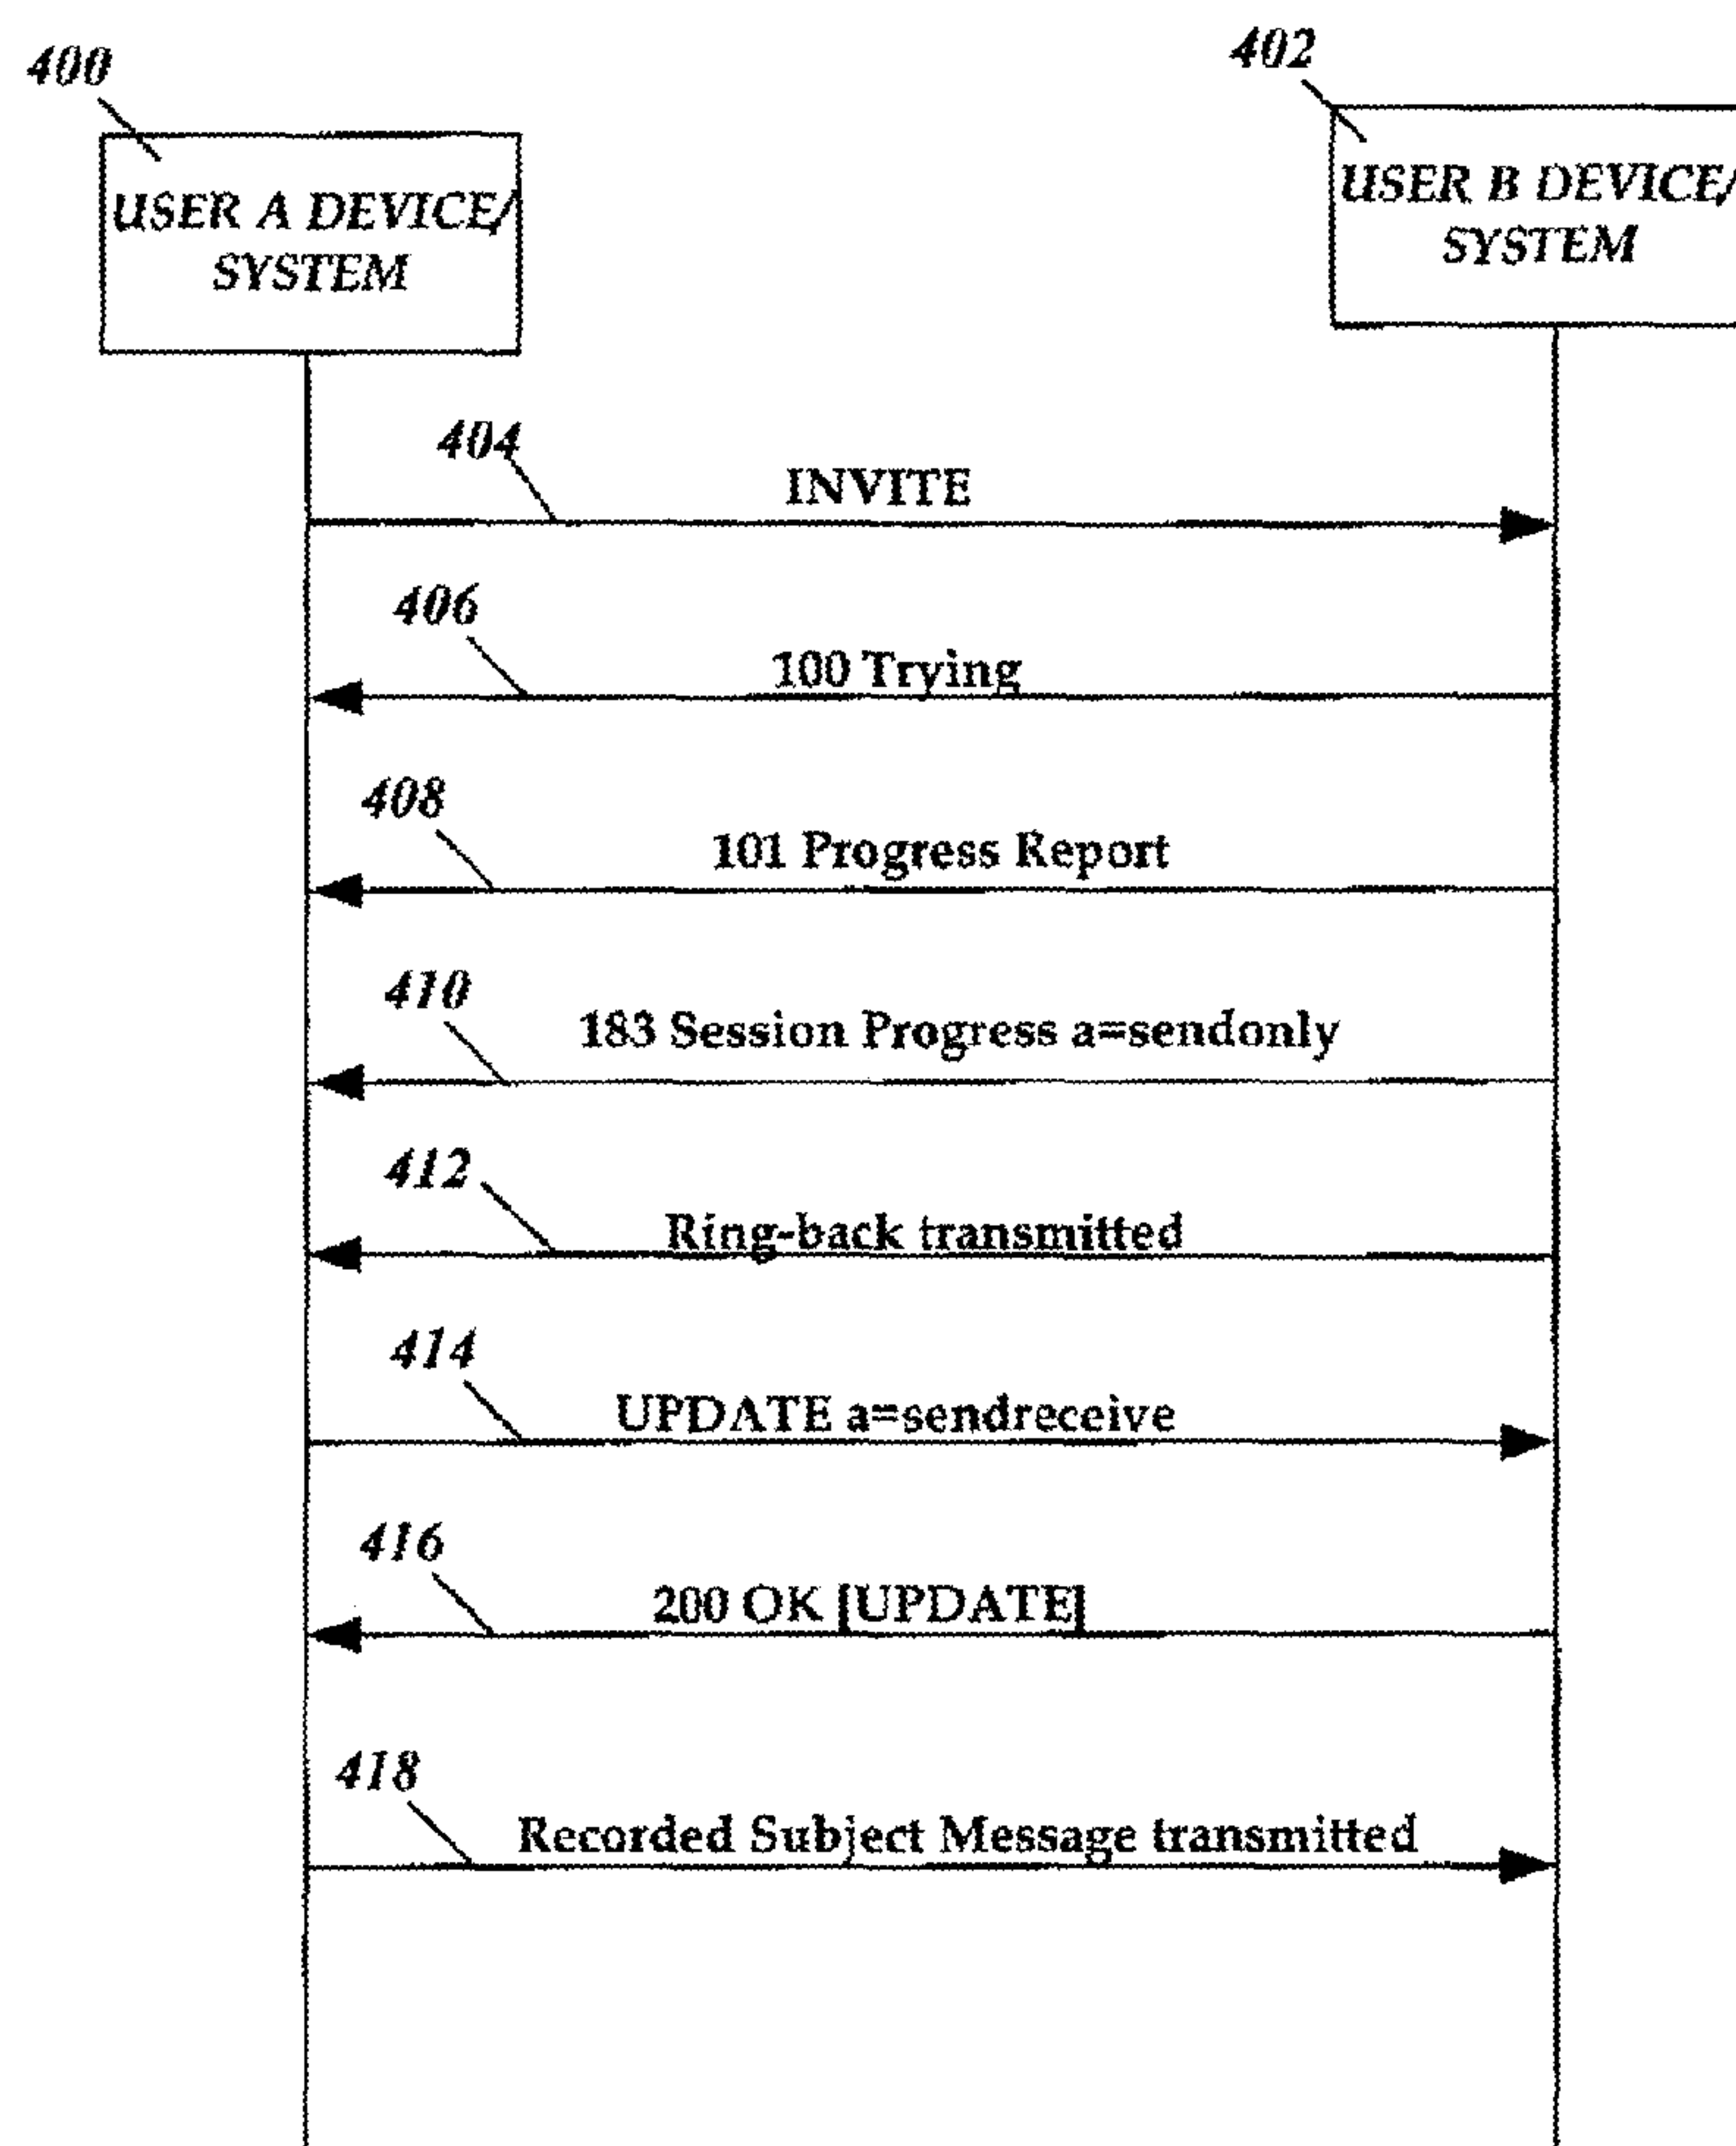 400
402
USER A DEVICE/
SYSTEM
USER B DEVICE/
SYSTEM
404
INVITE
406
100 Trying
408
101 Progress Report
410
183 Session Progress a=sendonly
412
Ring-back transmitted
414
UPDATE a=sendreceive
416
200 OK [UPDATE]
418
Recorded Subject Message transmitted